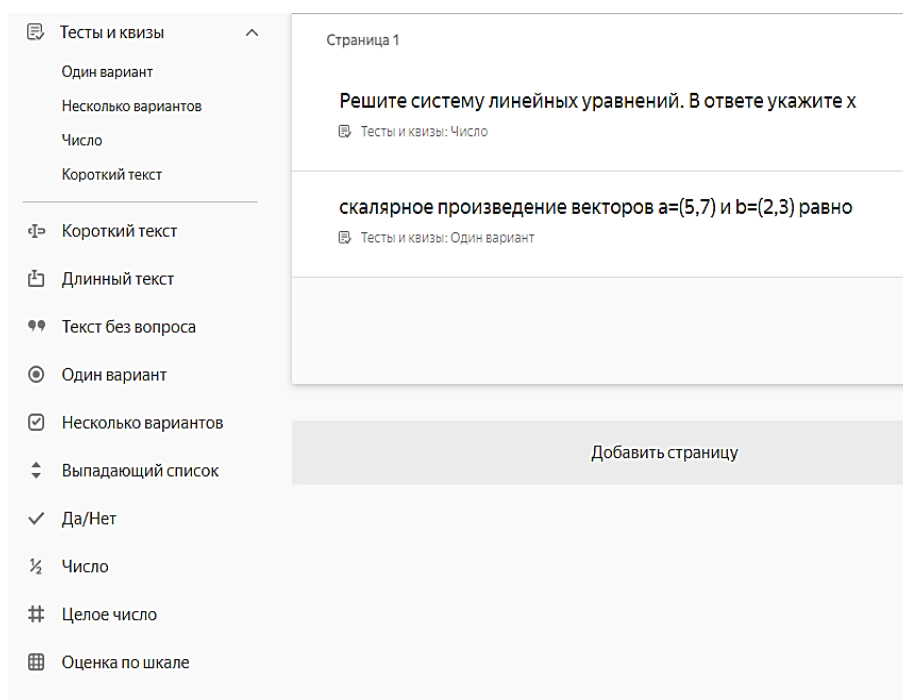 Тесты и квизы
Один вариант
Несколько вариантов
Число
Короткий текст
Короткий текст
Длинный текст
Текст без вопроса
Один вариант
Несколько вариантов
Выпадающий список
Да/Нет
Число
Целое число
Оценка по шкале
Страница 1
Решите систему линейных уравнений. В ответе укажите x
Тесты и квизы: Число
скалярное произведение векторов a=(5,7) и b=(2,3) равно
Тесты и квизы: Один вариант
Добавить страницу